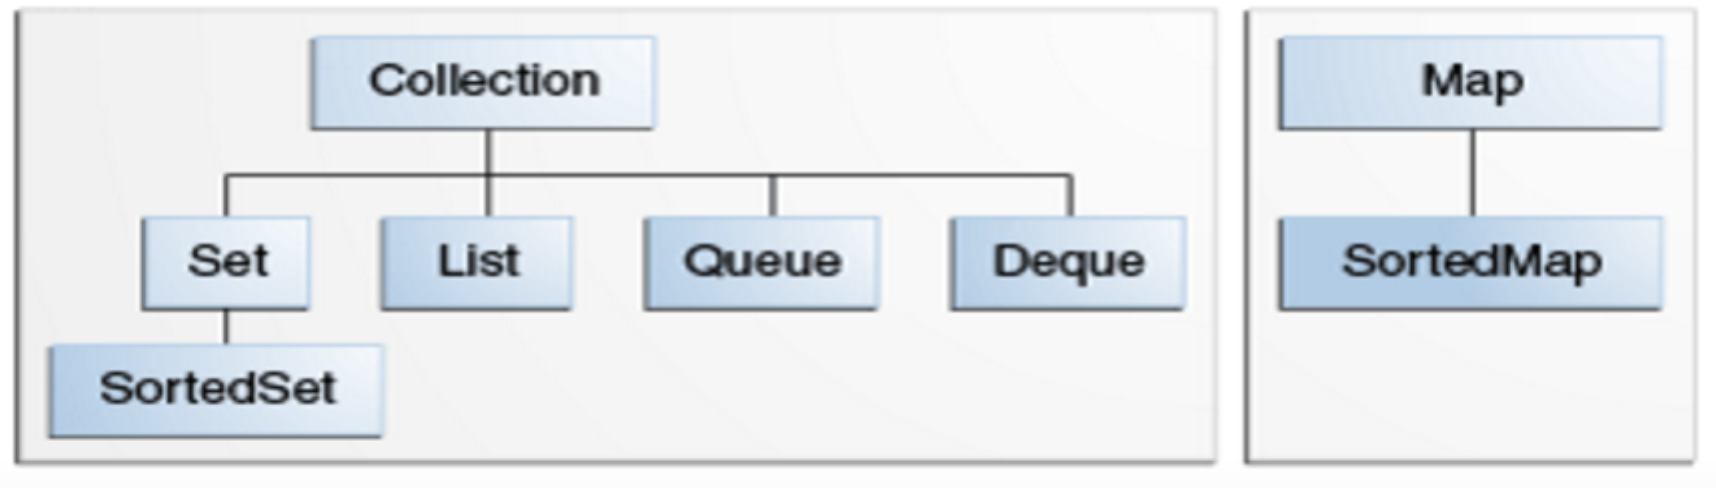 Collection
Map
Set
List
Queue
Deque
SortedMap
SortedSet